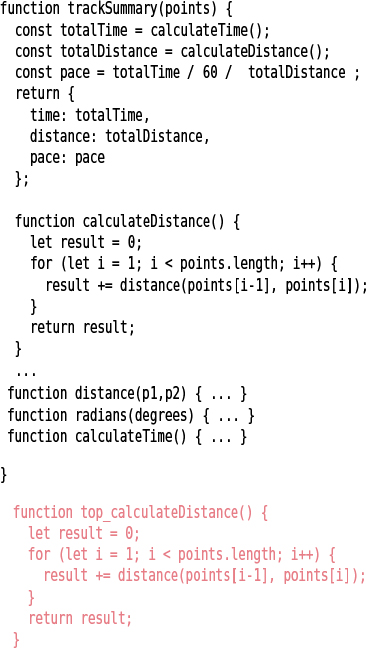 function trackSummary(points) {
  const totalTime = calculateTime();
  const totalDistance = calculateDistance();
  const pace = totalTime / 60 /  totalDistance ;
  return {
    time: totalTime,
    distance: totalDistance,
    pace: pace
  };

  function calculateDistance() {
    let result = 0;
    for (let i = 1; i < points.length; i++) {
      result += distance(points[i-1], points[i]);
    }
    return result;
  }
  ...
 function distance(p1,p2) { ... }
 function radians(degrees) { ... }
 function calculateTime() { ... }

}

  function top_calculateDistance() {
    let result = 0;
    for (let i = 1; i < points.length; i++) {
      result += distance(points[i-1], points[i]);
    }
    return result;
  }